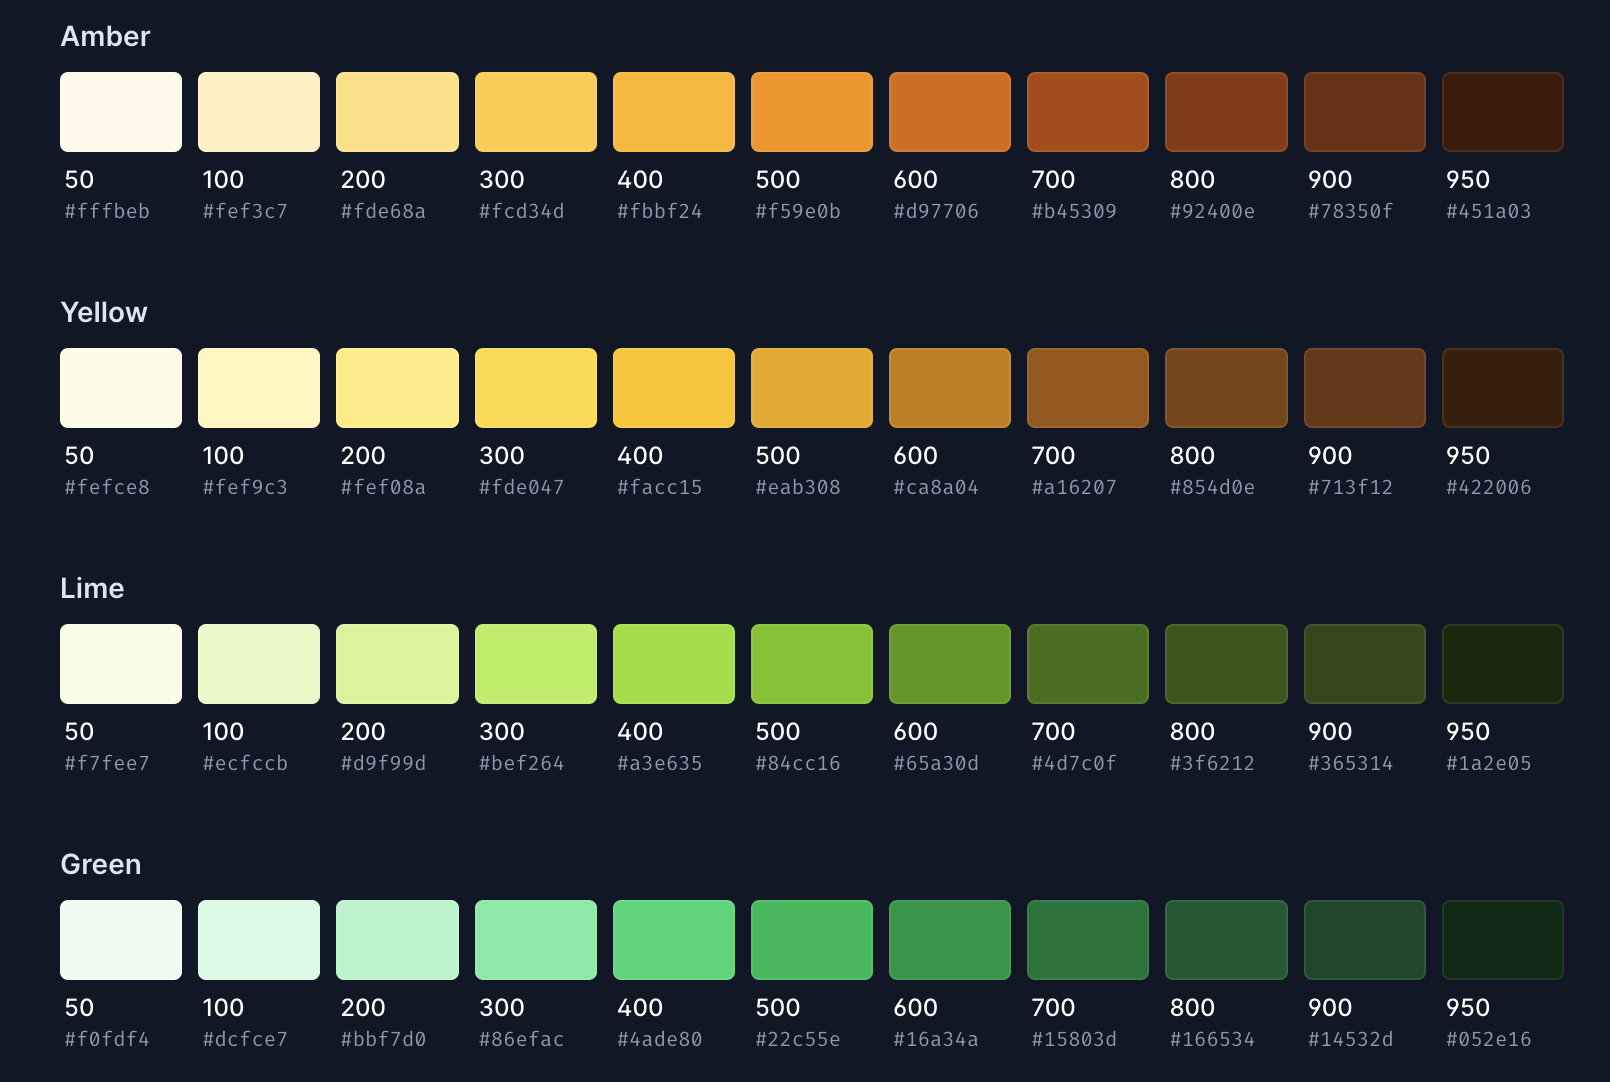 Amber
50 100 200 300 400 500 600 700 800 900 950
#fffbeb #fef3c7 #fde68a #fcd34d #fbbf24 #f59e0b #d97706 #b45309 #92400e #78350f #451a03
Yellow
50 100 200 300 400 500 600 700 800 900 950
#fefce8 #fef9c3 #fef08a #fde047 #facc15 #eab308 #ca8a04 #a16207 #854d0e #713f12 #422006
Lime
50 100 200 300 400 500 600 700 800 900 950
#f7fee7 #ecfccb #d9f99d #bef264 #a3e635 #84cc16 #65a30d #4d7c0f #3f6212 #365314 #1a2e05
Green
50 100 200 300 400 500 600 700 800 900 950
#f0fdf4 #dcfce7 #bbf7d0 #86efac #4ade80 #22c55e #16a34a #15803d #166534 #14532d #052e16